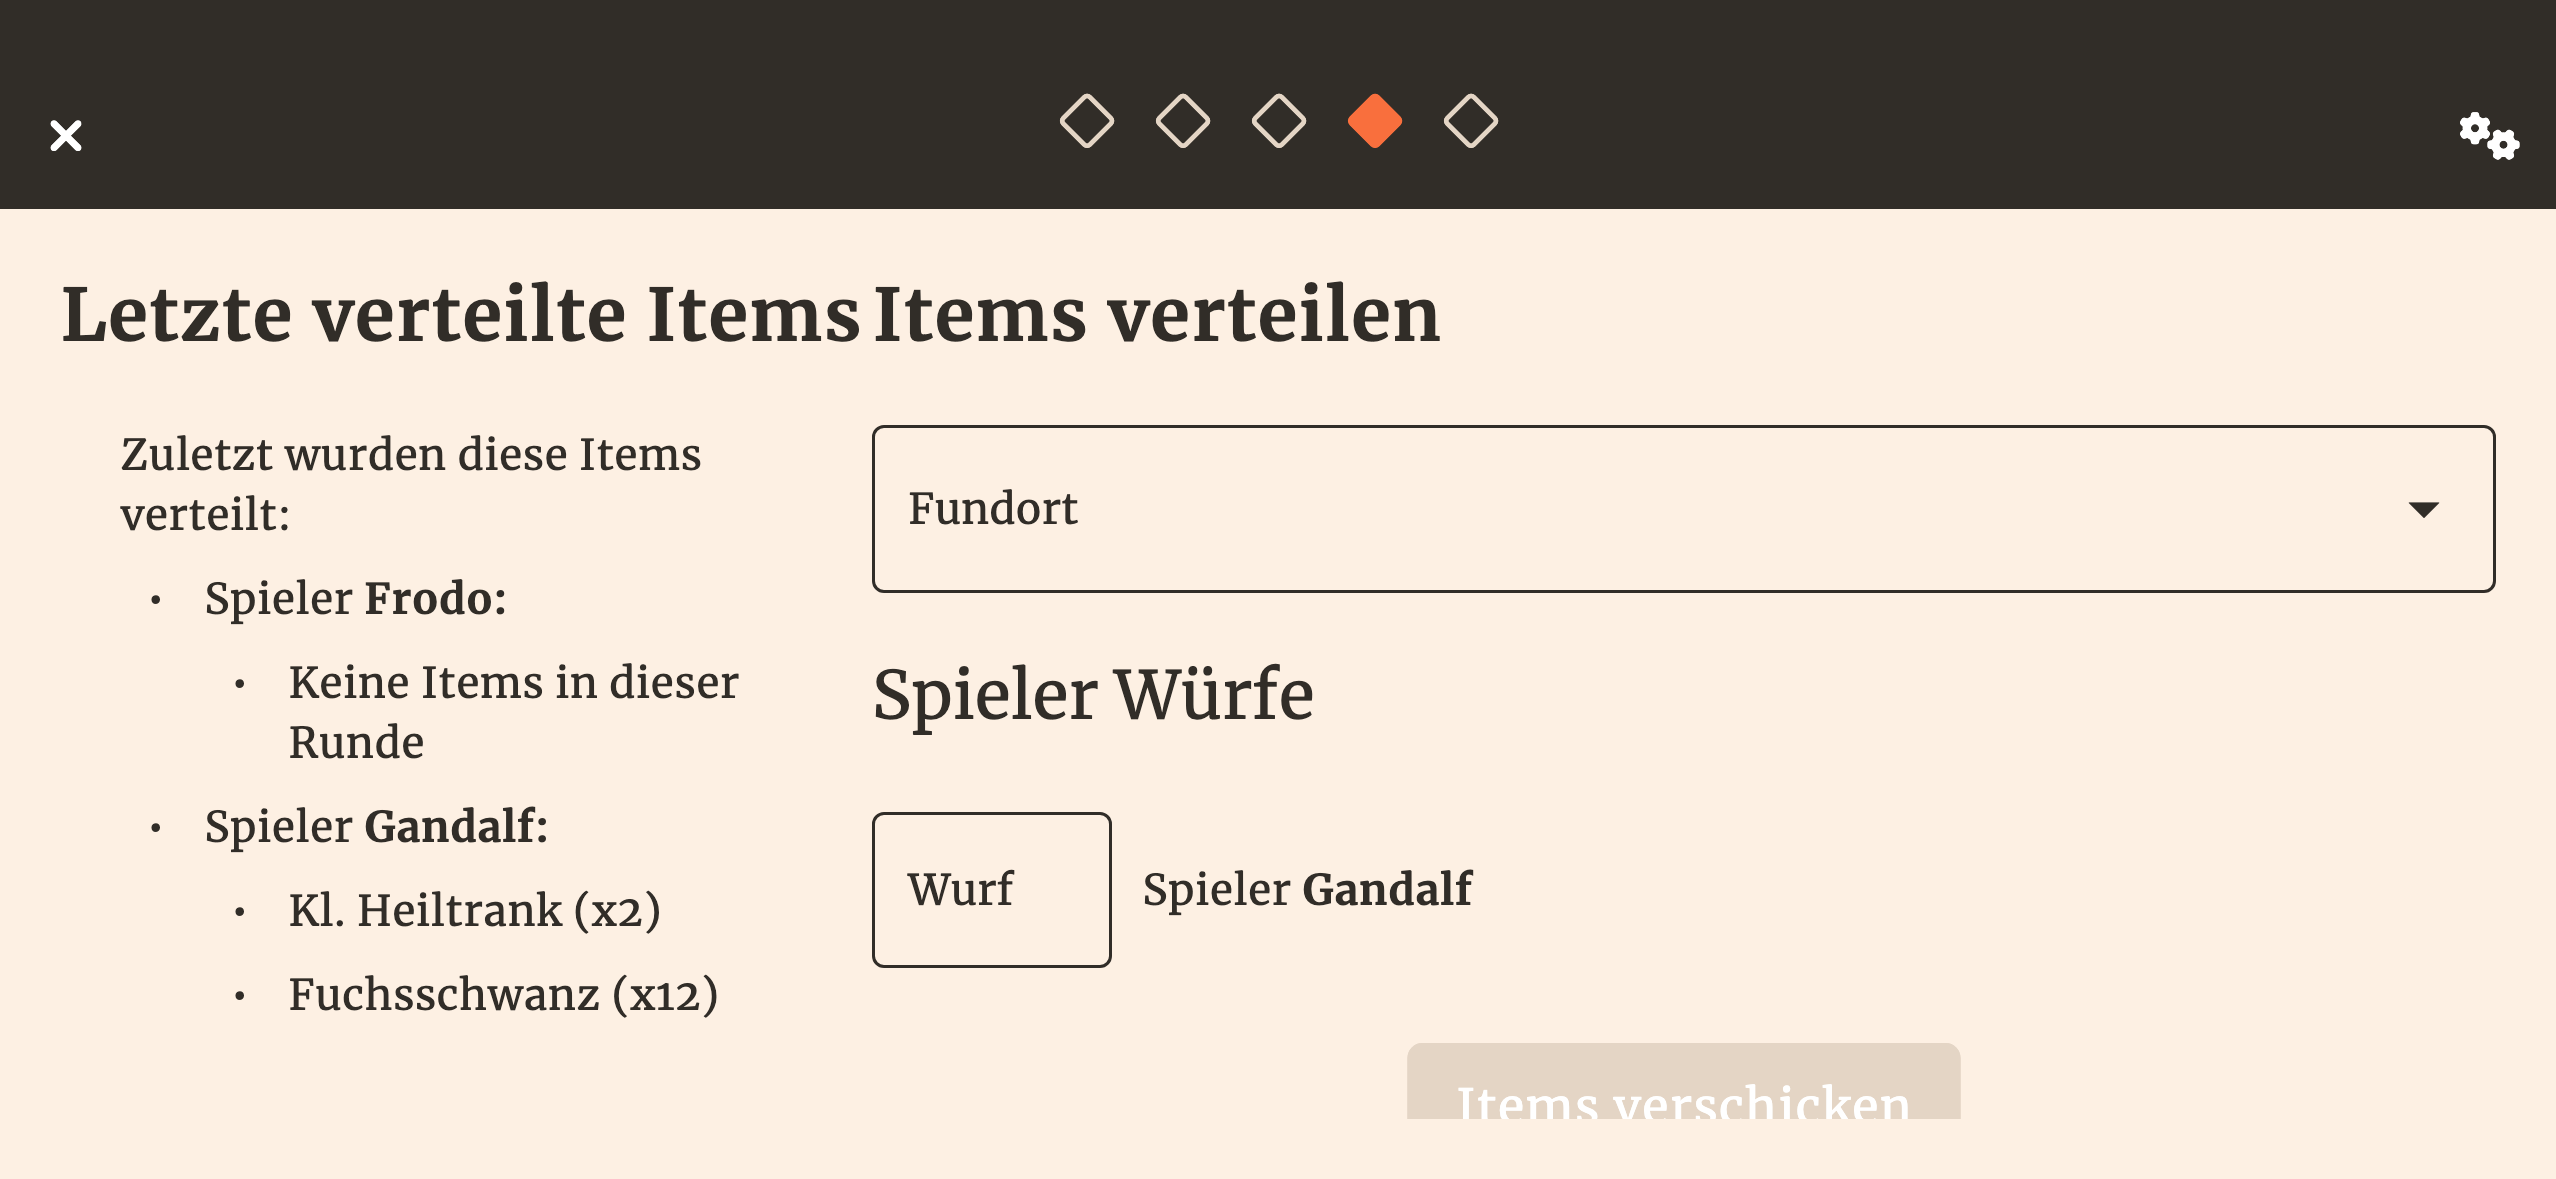 Letzte verteilte Items
Zuletzt wurden diese Items
verteilt:
• Spieler Frodo:
• Keine Items in dieser
Runde
• Spieler Gandalf:
• Kl. Heiltrank (x2)
• Fuchsschwanz (x12)
Items verteilen
Fundort
Spieler Würfe
Wurf
Spieler Gandalf
Items verschicken